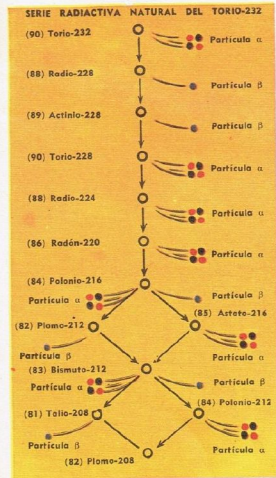 SERIE RADIACTIVA NATURAL DEL TORIO-232
(90) Torio-232
Partícula α
(88) Radio-228
Partícula β
(89) Actinio-228
Partícula β
(90) Torio-228
Partícula α
(88) Radio-224
Partícula α
(86) Radón-220
Partícula α
(84) Polonio-216
Partícula α
Partícula β
(82) Plomo-212
(85) Astato-216
Partícula β
Partícula α
(83) Bismuto-212
Partícula α
Partícula β
(81) Talio-208
(84) Polonio-212
Partícula β
Partícula α
(82) Plomo-208